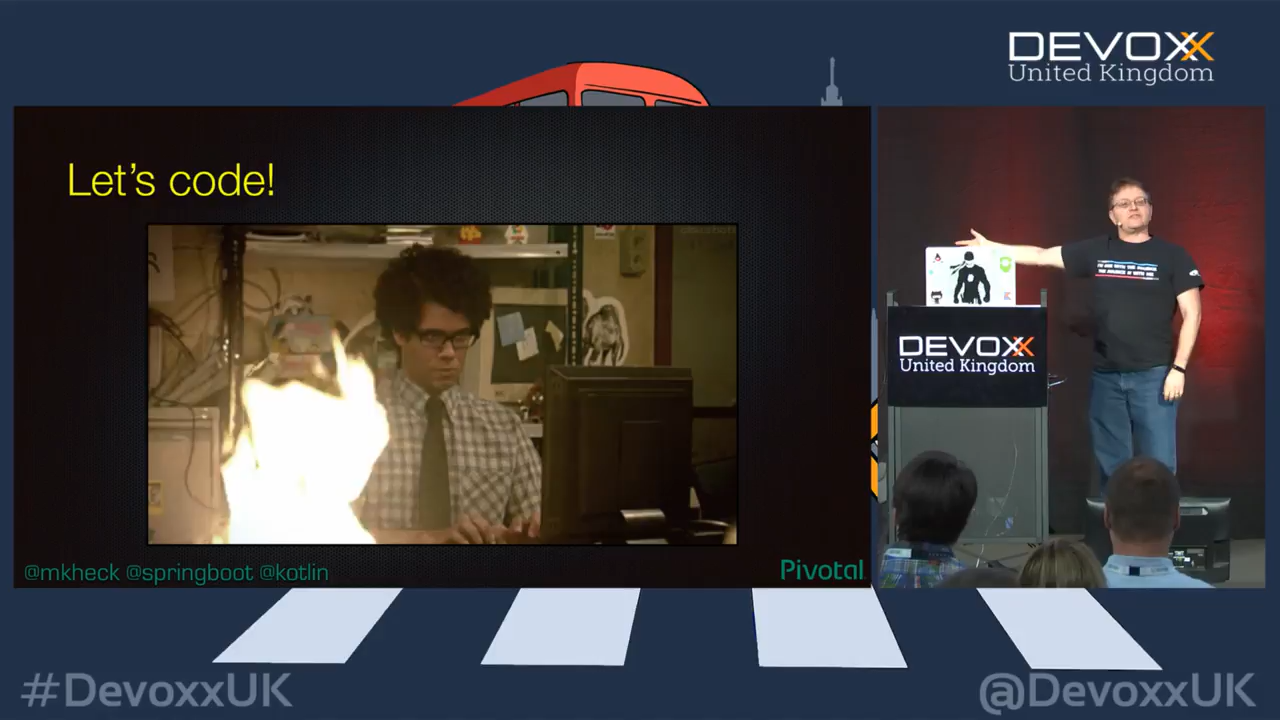 DEVOXX
United Kingdom
Let's code!
DEVOXX
United Kingdom
@mkheck @springboot @kotlin
Pivotal
#DevoxxUK
@DevoxxUK